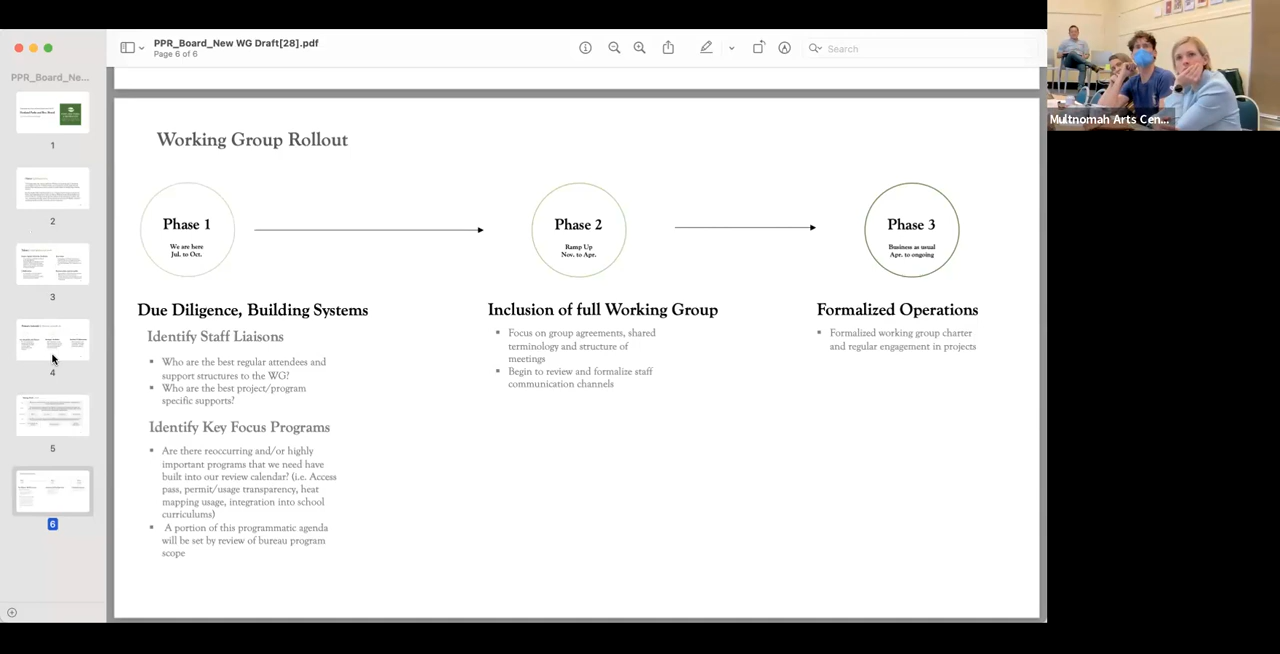 PPR_Board_New WG Draft[28].pdf
Page 6 of 6
Search
PPR_Board_Ne...
1
2
3
4
5
6
Working Group Rollout
Phase 1
We are here
Jul. to Oct.
Phase 2
Ramp Up
Nov. to Apr.
Phase 3
Business as usual
Apr. to ongoing
Due Diligence, Building Systems
Identify Staff Liaisons
▪ Who are the best regular attendees and
support structures to the WG?
▪ Who are the best project/program
specific supports?
Identify Key Focus Programs
▪ Are there reoccurring and/or highly
important programs that we need have
built into our review calendar? (i.e. Access
pass, permit/usage transparency, heat
mapping usage, integration into school
curriculums)
▪ A portion of this programmatic agenda
will be set by review of bureau program
scope
Inclusion of full Working Group
▪ Focus on group agreements, shared
terminology and structure of
meetings
▪ Begin to review and formalize staff
communication channels
Formalized Operations
▪ Formalized working group charter
and regular engagement in projects
Multnomah Arts Cen...